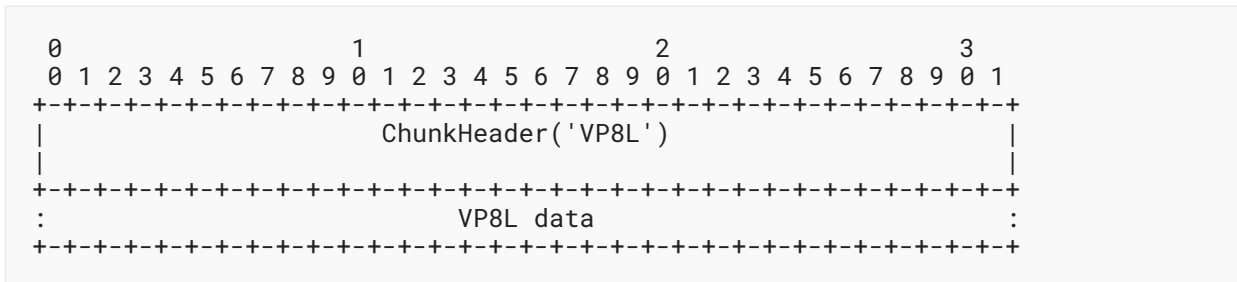 0                   1                   2                   3
 0 1 2 3 4 5 6 7 8 9 0 1 2 3 4 5 6 7 8 9 0 1 2 3 4 5 6 7 8 9 0 1
+-+-+-+-+-+-+-+-+-+-+-+-+-+-+-+-+-+-+-+-+-+-+-+-+-+-+-+-+-+-+-+-+
|                      ChunkHeader('VP8L')                      |
|                                                               |
+-+-+-+-+-+-+-+-+-+-+-+-+-+-+-+-+-+-+-+-+-+-+-+-+-+-+-+-+-+-+-+-+
:                           VP8L data                           :
+-+-+-+-+-+-+-+-+-+-+-+-+-+-+-+-+-+-+-+-+-+-+-+-+-+-+-+-+-+-+-+-+